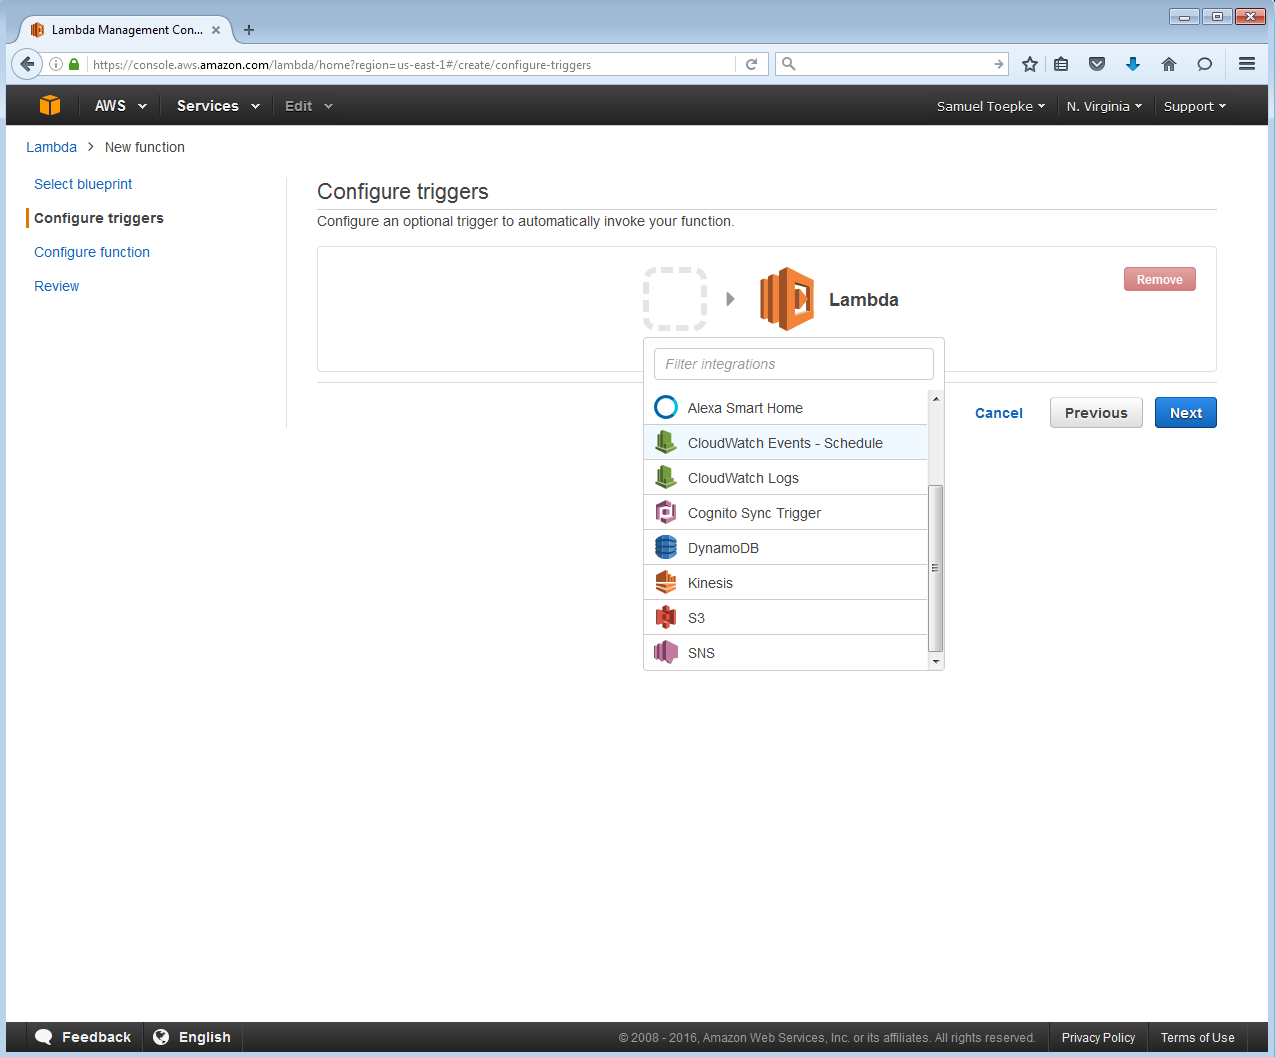 Lambda Management Con...
https://console.aws.amazon.com/lambda/home?region=us-east-1#/create/configure-triggers
AWS Services Edit Samuel Toepke N. Virginia Support
Lambda > New function
Select blueprint
Configure triggers
Configure function
Review
Configure triggers
Configure an optional trigger to automatically invoke your function.
Lambda
Remove
Filter integrations
Alexa Smart Home
CloudWatch Events - Schedule
CloudWatch Logs
Cognito Sync Trigger
DynamoDB
Kinesis
S3
SNS
Cancel Previous Next
Feedback English © 2008 - 2016, Amazon Web Services, Inc. or its affiliates. All rights reserved. Privacy Policy Terms of Use